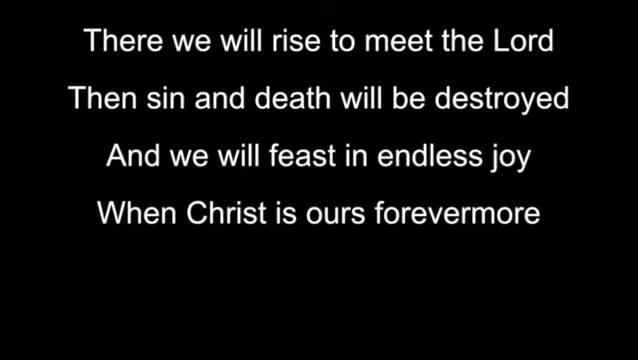 There we will rise to meet the Lord
Then sin and death will be destroyed
And we will feast in endless joy
When Christ is ours forevermore